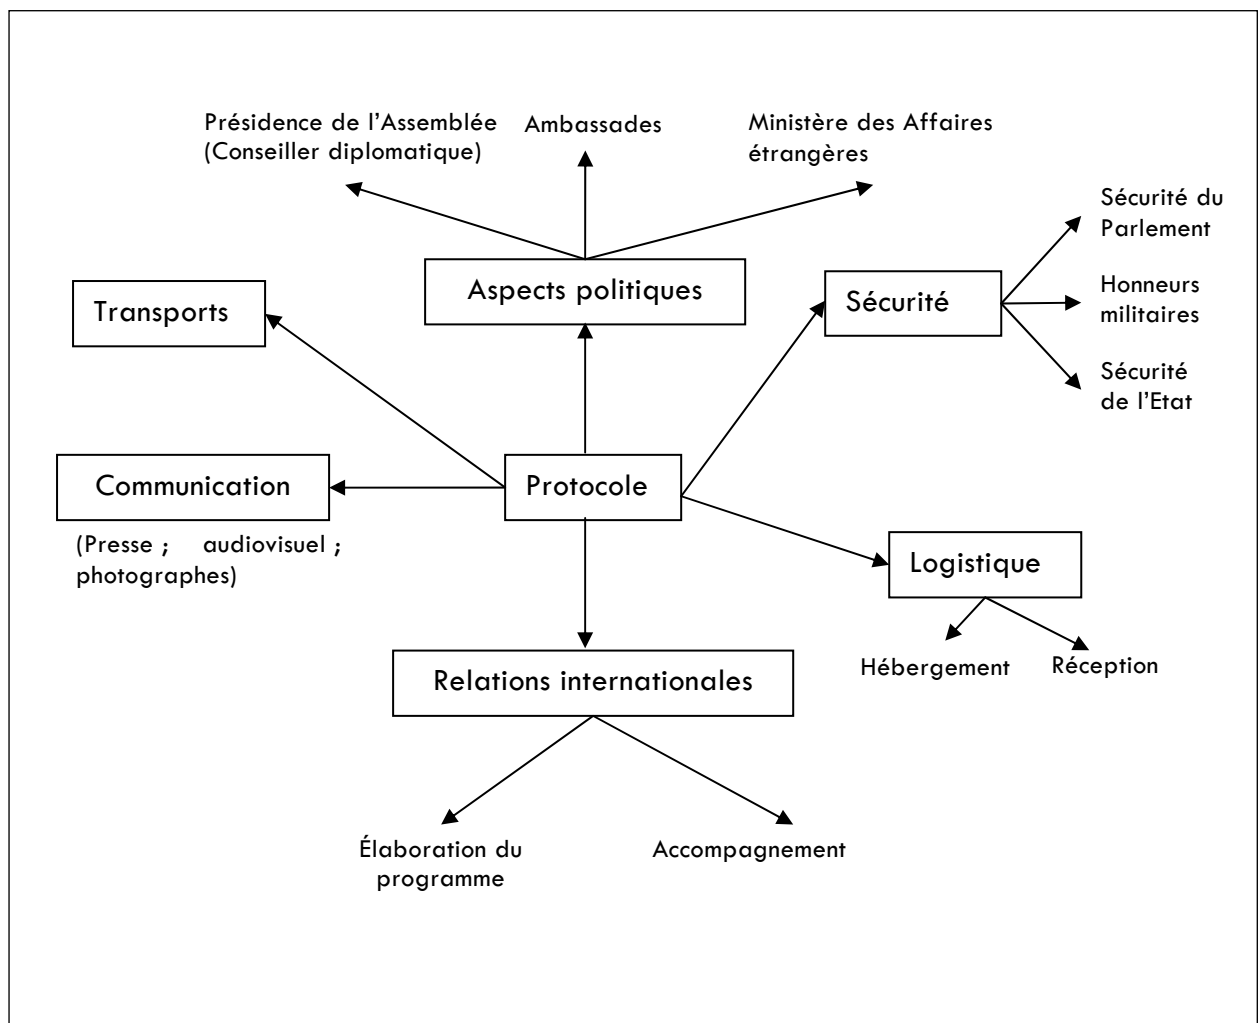 Présidence de l’Assemblée
(Conseiller diplomatique)
Ambassades
Ministère des Affaires
étrangères
Sécurité du
Parlement
Aspects politiques
Transports
Sécurité
Honneurs
militaires
Sécurité
de l’Etat
Communication
(Presse ; audiovisuel ;
photographes)
Protocole
Logistique
Hébergement
Réception
Relations internationales
Élaboration du
programme
Accompagnement